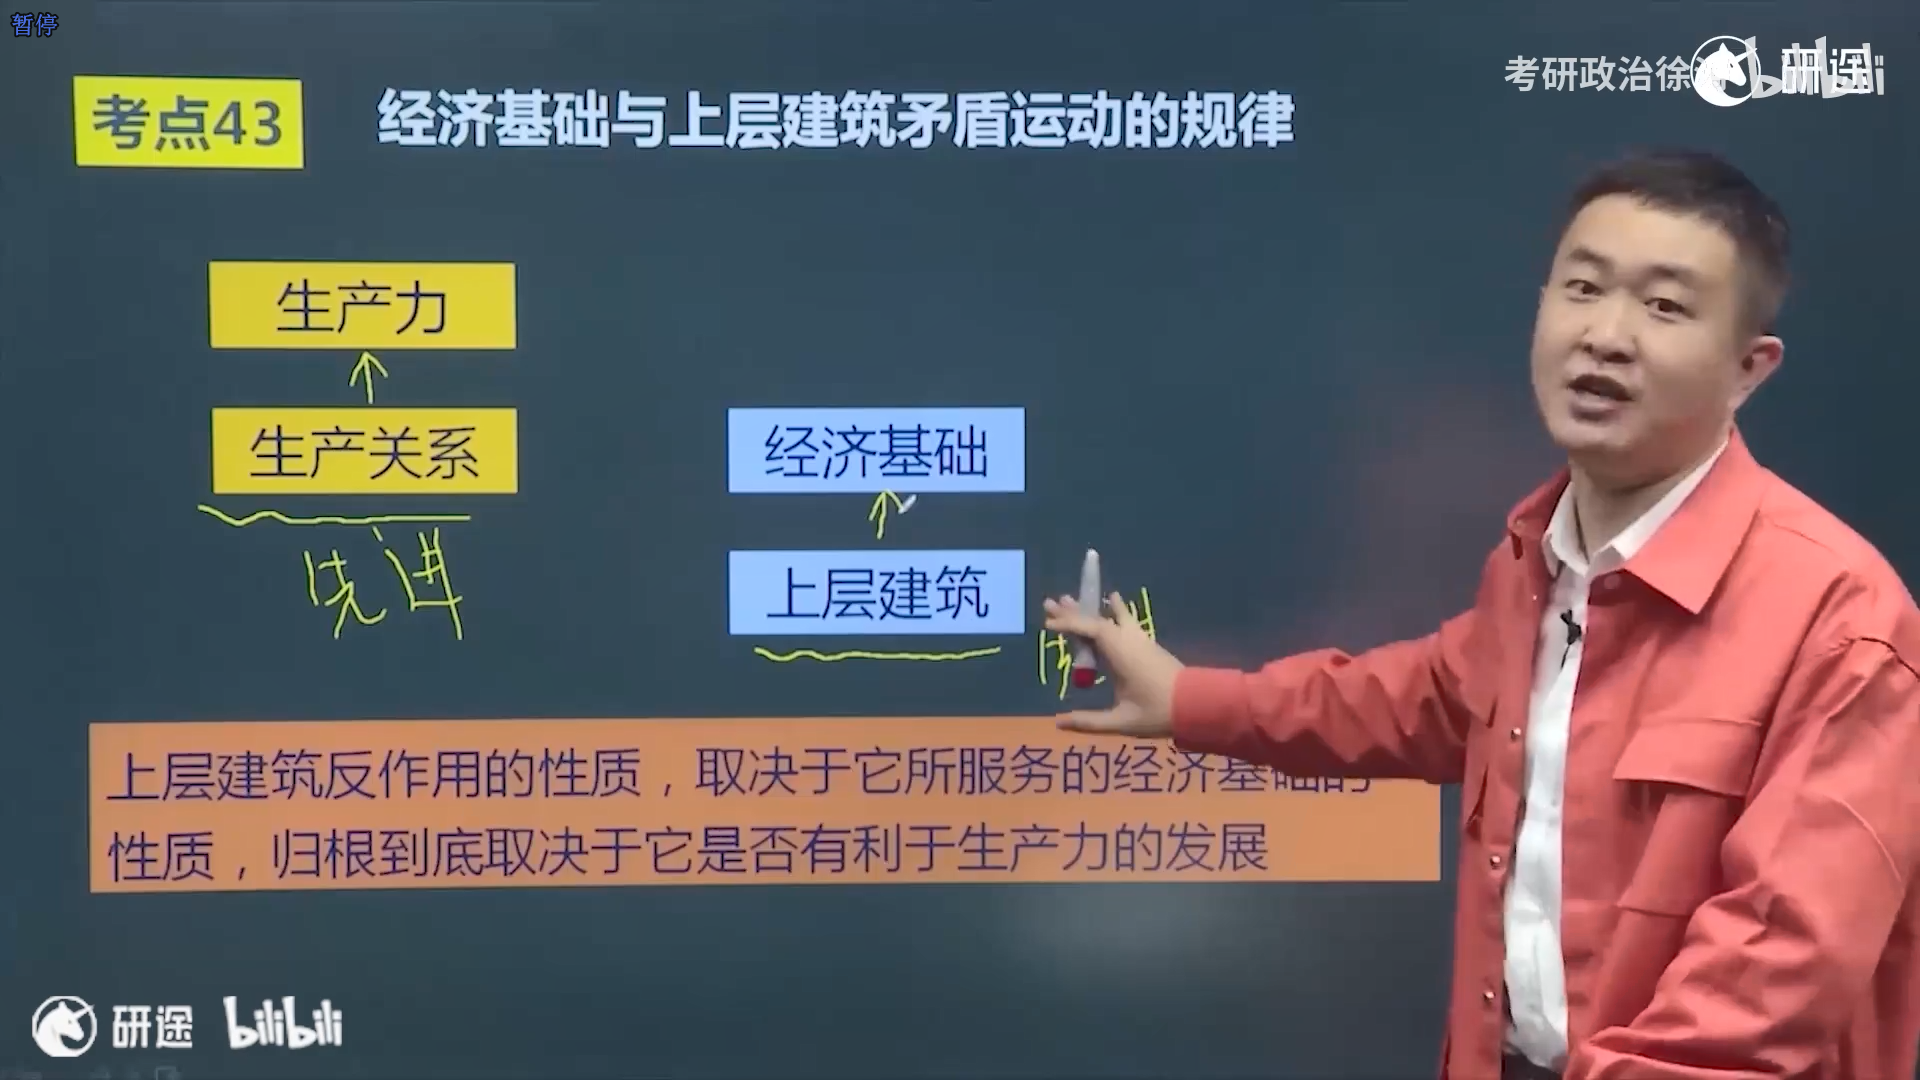 暂停
考研政治徐
研途
bilibili
考点43
经济基础与上层建筑矛盾运动的规律
生产力
生产关系
先进
经济基础
上层建筑
上层建筑反作用的性质，取决于它所服务的经济基础的
性质，归根到底取决于它是否有利于生产力的发展
研途
bilibili